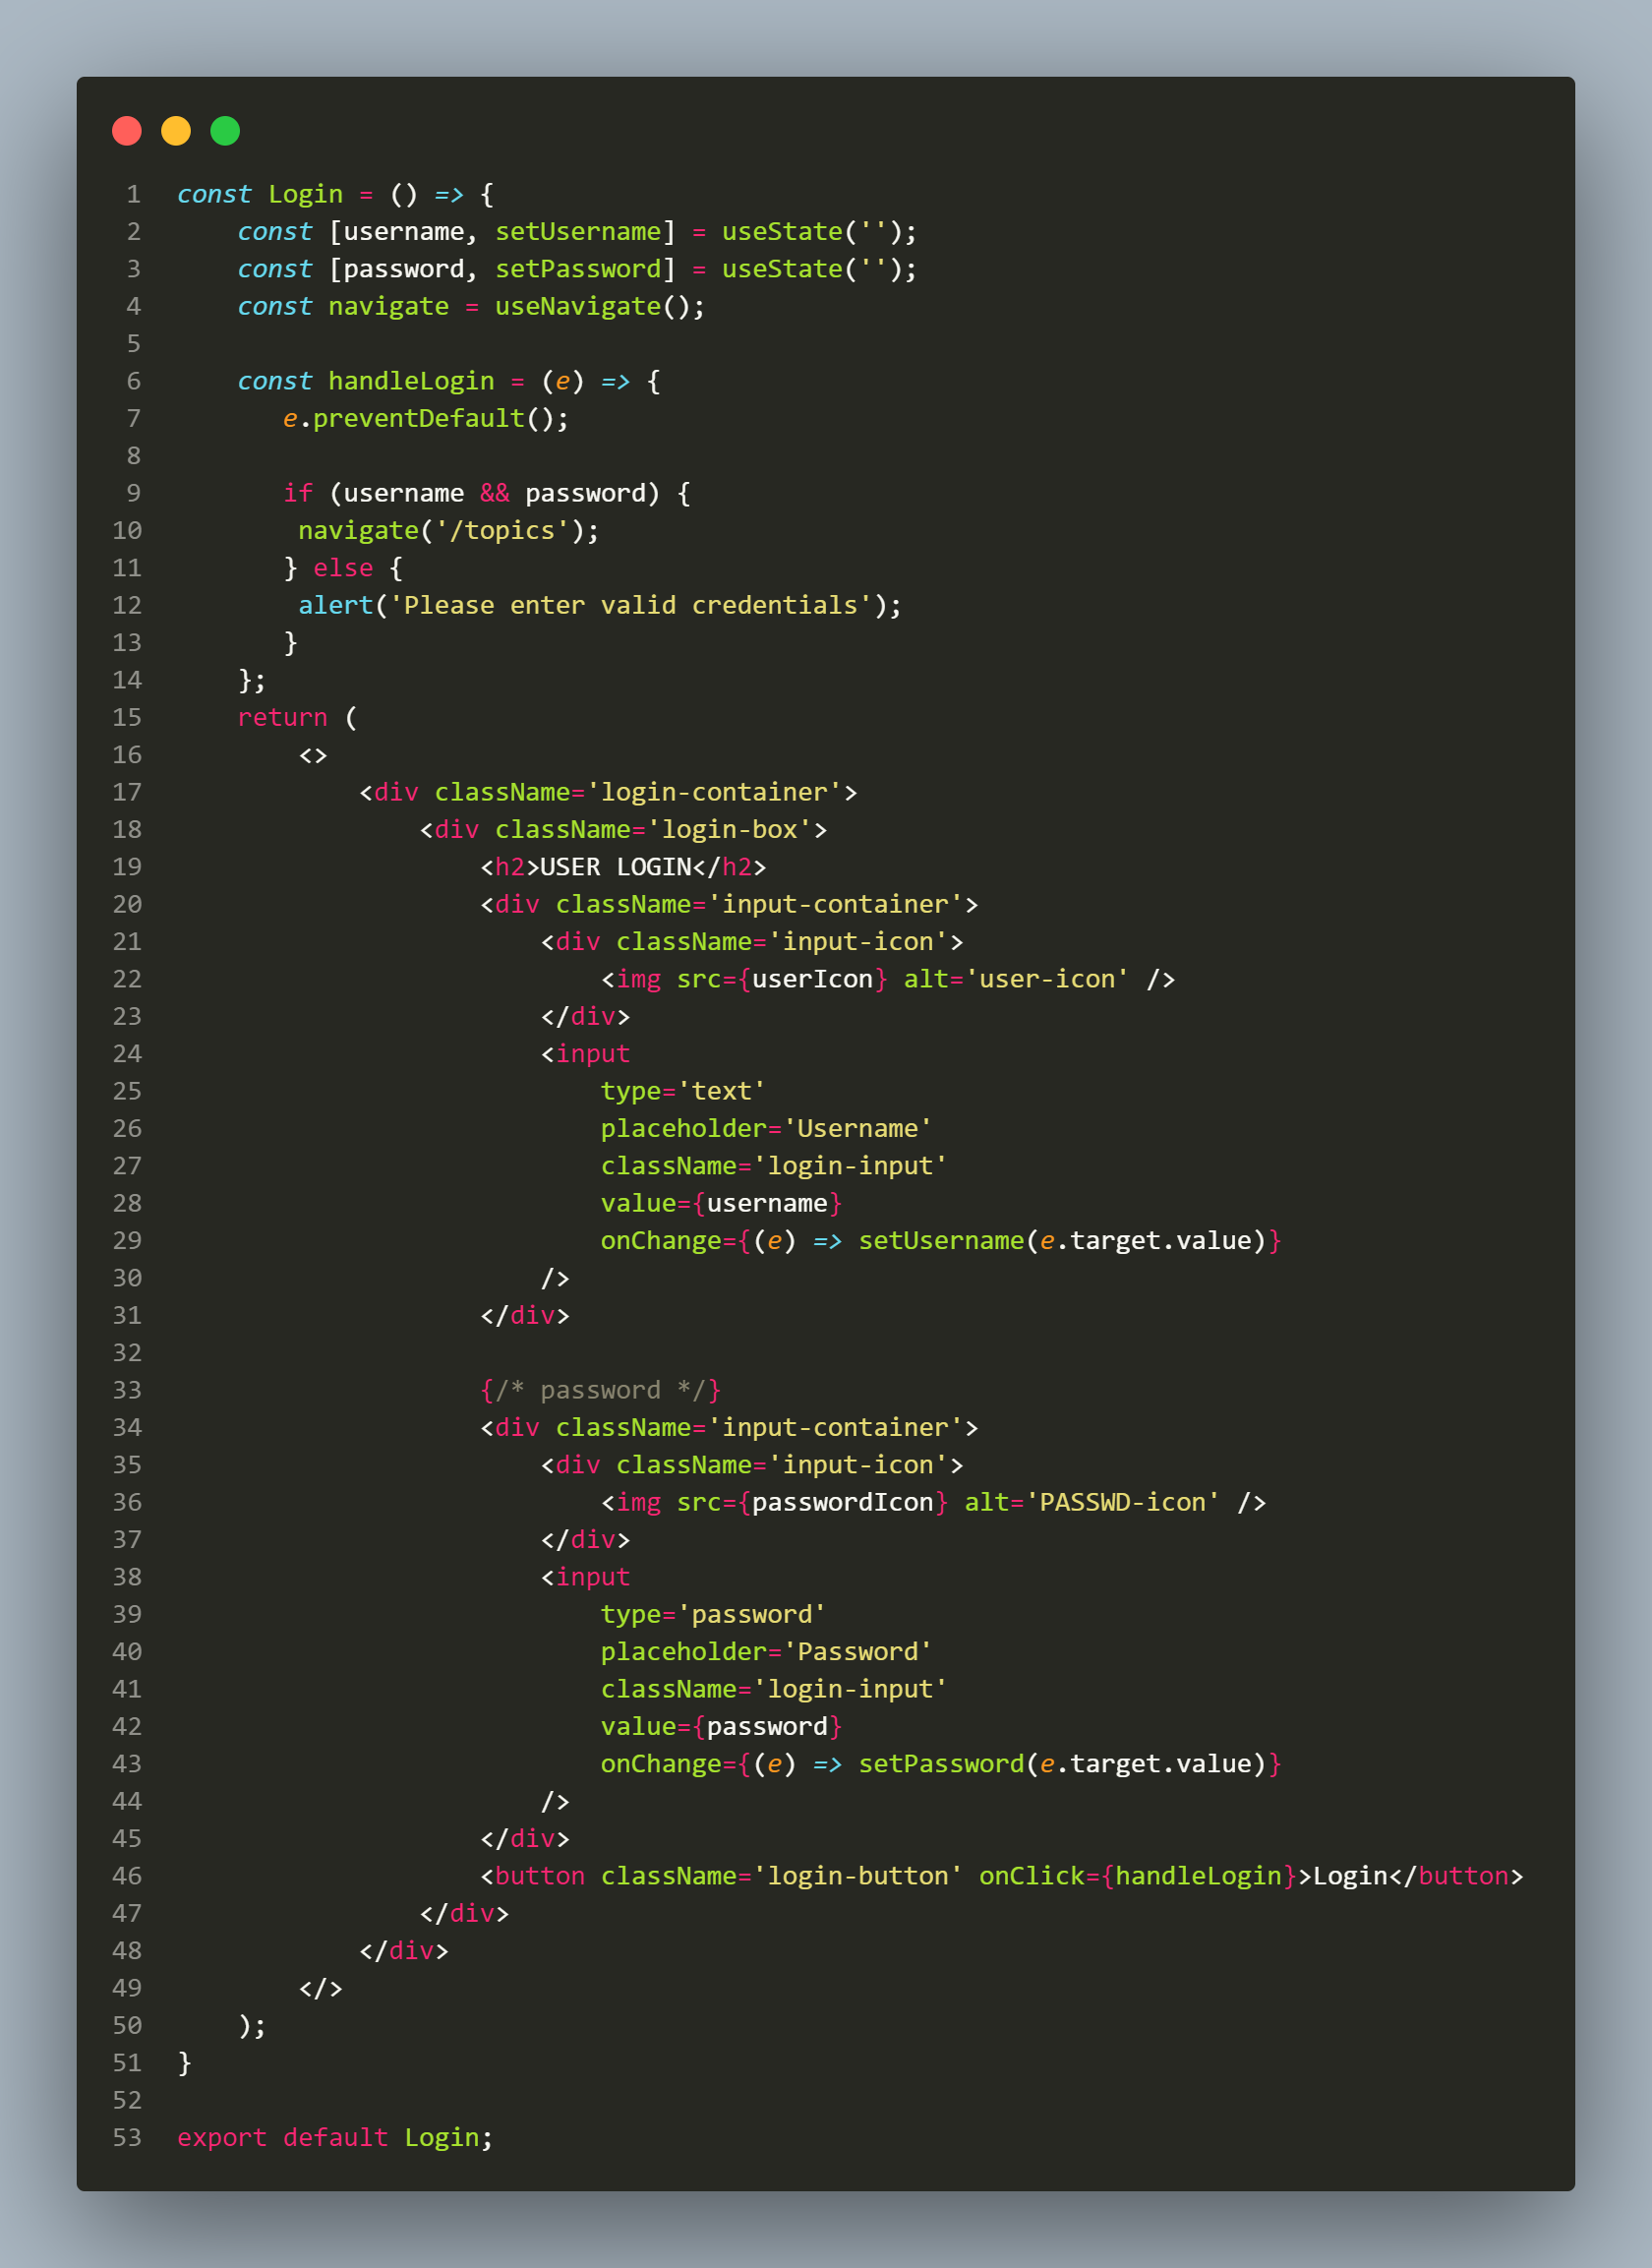 1 const Login = () => {
2 const [username, setUsername] = useState('');
3 const [password, setPassword] = useState('');
4 const navigate = useNavigate();
5
6 const handleLogin = (e) => {
7 e.preventDefault();
8
9 if (username && password) {
10 navigate('/topics');
11 } else {
12 alert('Please enter valid credentials');
13 }
14 };
15 return (
16 <>
17 <div className='login-container'>
18 <div className='login-box'>
19 <h2>USER LOGIN</h2>
20 <div className='input-container'>
21 <div className='input-icon'>
22 <img src={userIcon} alt='user-icon' />
23 </div>
24 <input
25 type='text'
26 placeholder='Username'
27 className='login-input'
28 value={username}
29 onChange={(e) => setUsername(e.target.value)}
30 />
31 </div>
32
33 {/* password */}
34 <div className='input-container'>
35 <div className='input-icon'>
36 <img src={passwordIcon} alt='PASSWD-icon' />
37 </div>
38 <input
39 type='password'
40 placeholder='Password'
41 className='login-input'
42 value={password}
43 onChange={(e) => setPassword(e.target.value)}
44 />
45 </div>
46 <button className='login-button' onClick={handleLogin}>Login</button>
47 </div>
48 </div>
49 </>
50 );
51 }
52
53 export default Login;